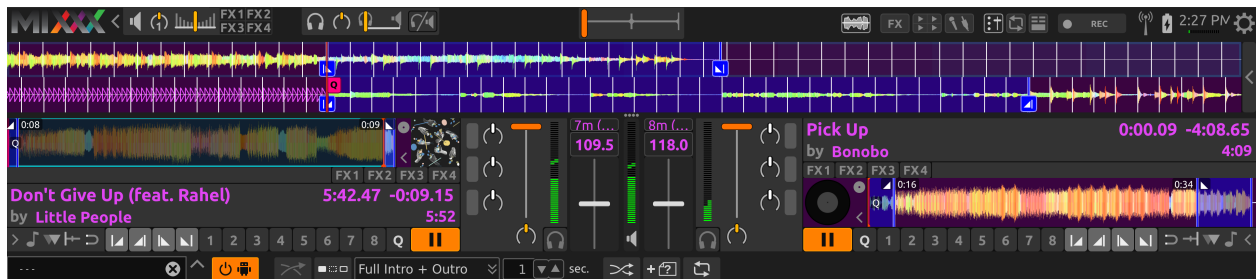 MIXXX FX1 FX2 FX REC 2:27 PM
FX3 FX4
Q
0:08 0:09 7m (... 8m (... Pick Up 0:00.09 -4:08.65
Q 109.5 118.0 by Bonobo 4:09
FX1 FX2 FX3 FX4 FX1 FX2 FX3 FX4
Don't Give Up (feat. Rahel) 5:42.47 -0:09.15 0:16 0:34
by Little People 5:52 Q
1 2 3 4 5 6 7 8 Q Q 1 2 3 4 5 6 7 8
--- Full Intro + Outro 1 sec.